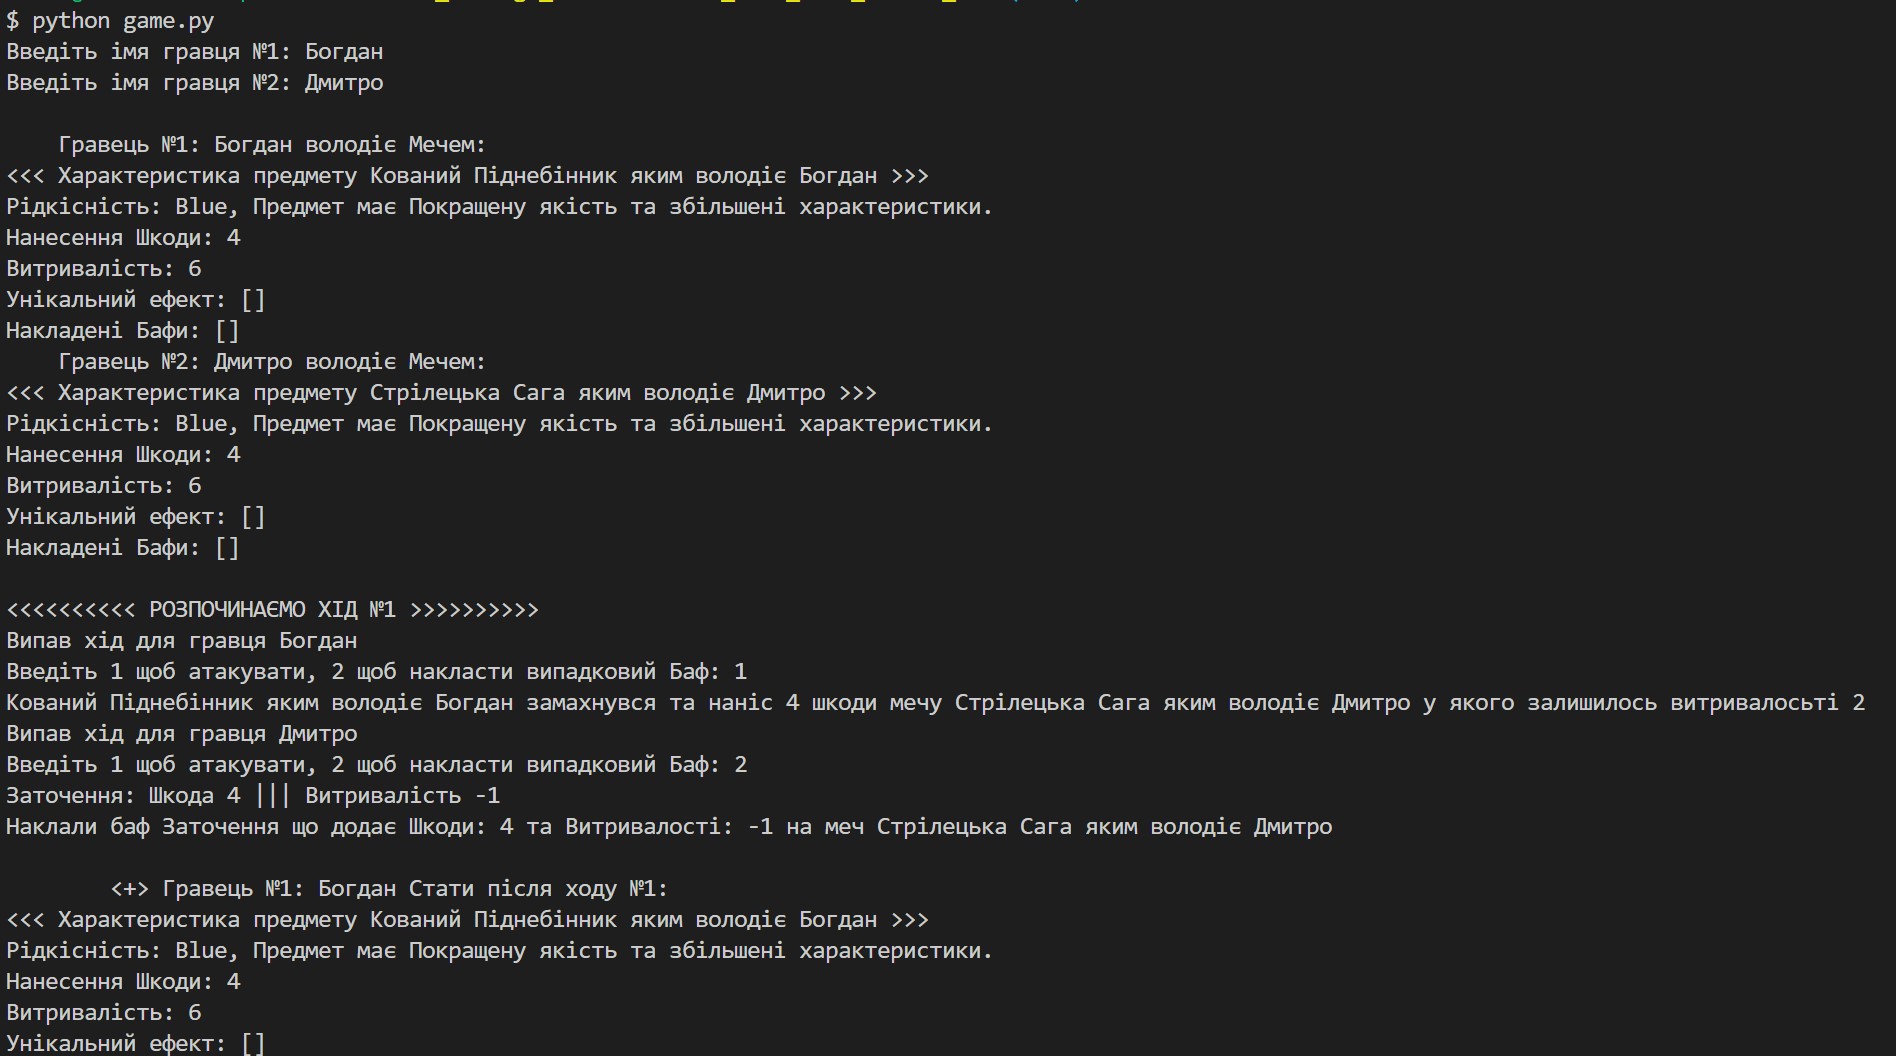 $ python game.py
Введіть імя гравця №1: Богдан
Введіть імя гравця №2: Дмитро
Гравець №1: Богдан володіє Мечем:
<<< Характеристика предмету Кований Піднебінник яким володіє Богдан >>>
Рідкісність: Blue, Предмет має Покращену якість та збільшені характеристики.
Нанесення Шкоди: 4
Витривалість: 6
Унікальний ефект: []
Накладені Бафи: []
Гравець №2: Дмитро володіє Мечем:
<<< Характеристика предмету Стрілецька Сага яким володіє Дмитро >>>
Рідкісність: Blue, Предмет має Покращену якість та збільшені характеристики.
Нанесення Шкоди: 4
Витривалість: 6
Унікальний ефект: []
Накладені Бафи: []
<<<<<<<<<< РОЗПОЧИНАЄМО ХІД №1 >>>>>>>>>>
Випав хід для гравця Богдан
Введіть 1 щоб атакувати, 2 щоб накласти випадковий Баф: 1
Кований Піднебінник яким володіє Богдан замахнувся та наніс 4 шкоди мечу Стрілецька Сага яким володіє Дмитро у якого залишилось витривалосьті 2
Випав хід для гравця Дмитро
Введіть 1 щоб атакувати, 2 щоб накласти випадковий Баф: 2
Заточення: Шкода 4 ||| Витривалість -1
Наклали баф Заточення що додає Шкоди: 4 та Витривалості: -1 на меч Стрілецька Сага яким володіє Дмитро
<+> Гравець №1: Богдан Стати після ходу №1:
<<< Характеристика предмету Кований Піднебінник яким володіє Богдан >>>
Рідкісність: Blue, Предмет має Покращену якість та збільшені характеристики.
Нанесення Шкоди: 4
Витривалість: 6
Унікальний ефект: []